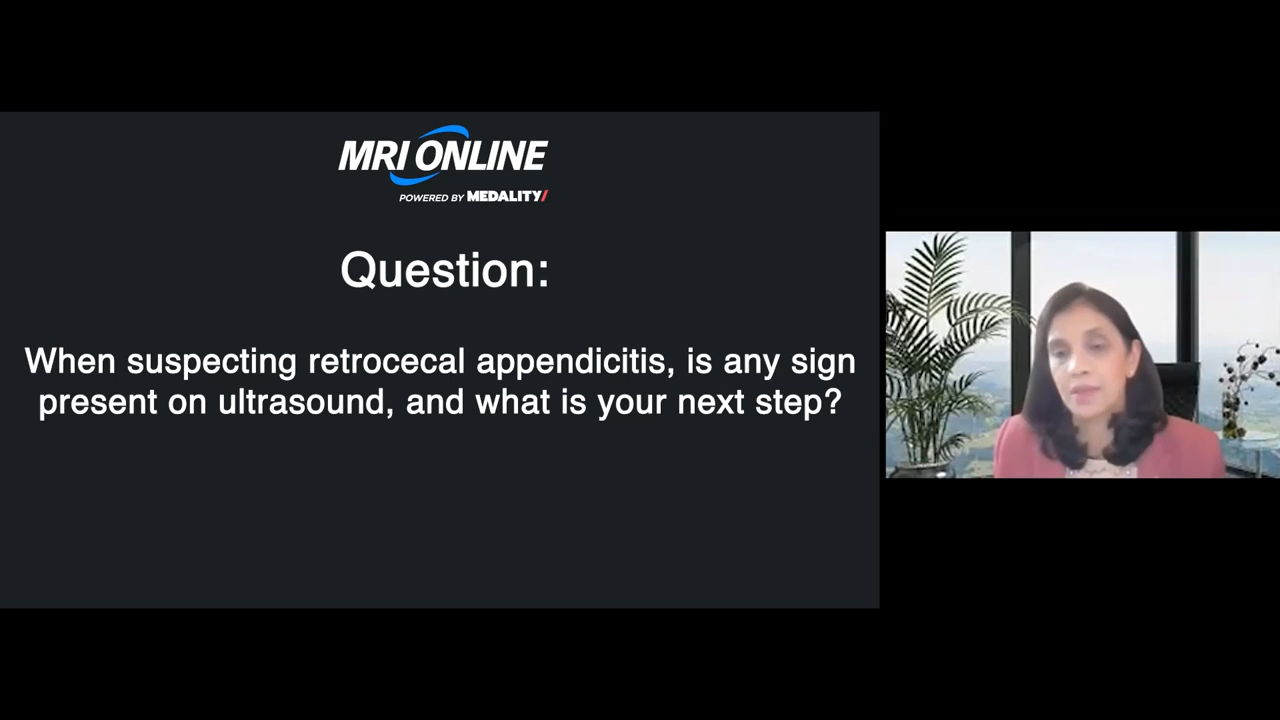 MRI ONLINE
POWERED BY MEDALITY/
Question:
When suspecting retrocecal appendicitis, is any sign
present on ultrasound, and what is your next step?